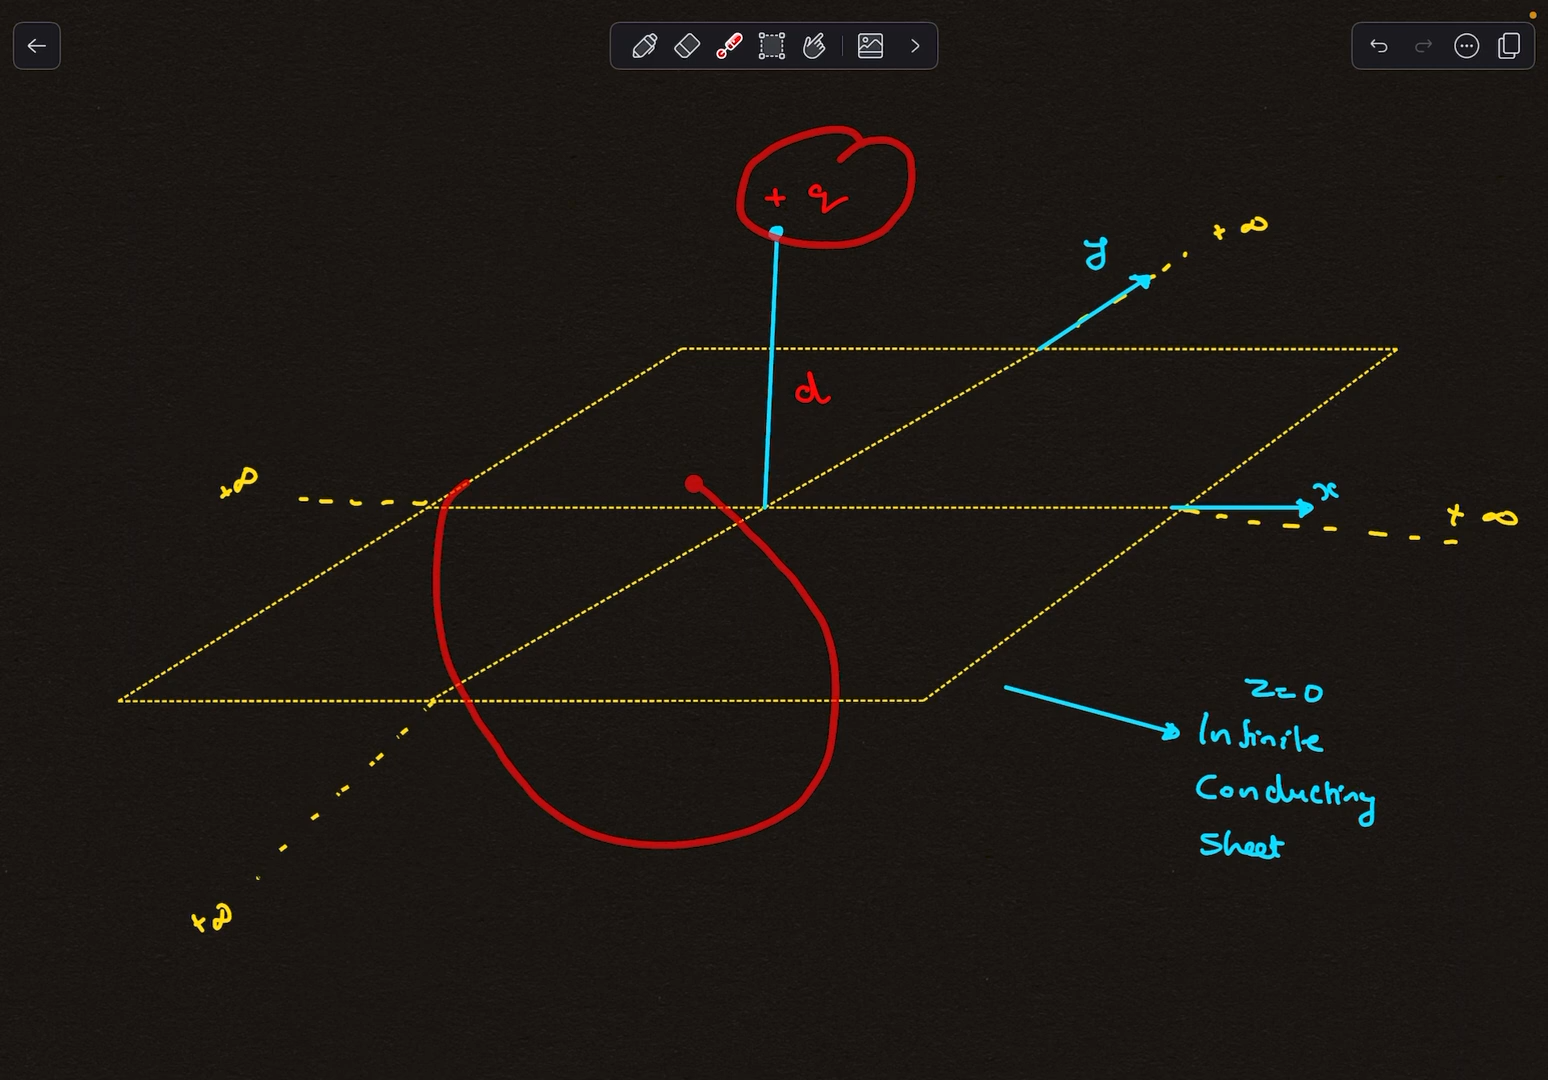 + q
+ ∞
y
d
+∞
x
+ ∞
z=0
Infinite
Conducting
Sheet
+∞